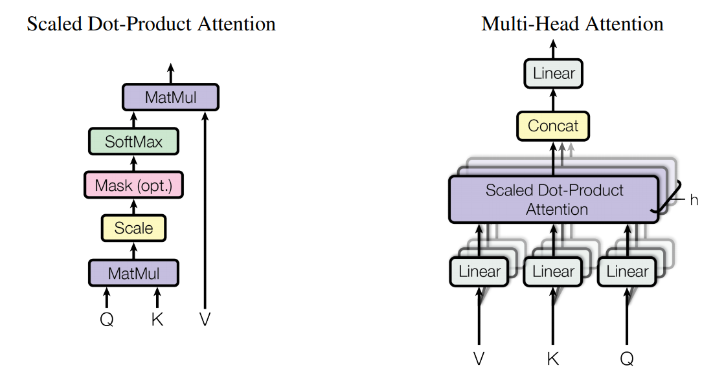 Scaled Dot-Product Attention
MatMul
SoftMax
Mask (opt.)
Scale
MatMul
Q K V
Multi-Head Attention
Linear
Concat
Scaled Dot-Product
Attention
h
Linear Linear Linear
V K Q